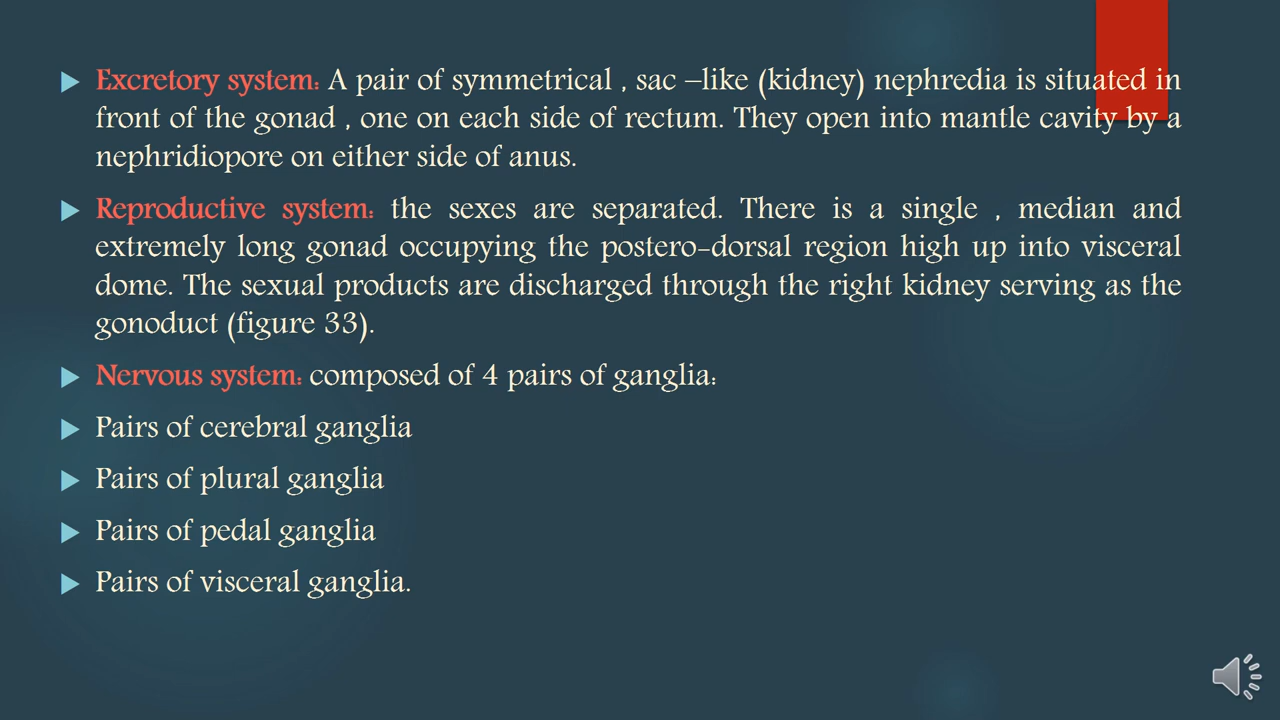 Excretory system: A pair of symmetrical , sac –like (kidney) nephredia is situated in
front of the gonad , one on each side of rectum. They open into mantle cavity by a
nephridiopore on either side of anus.
Reproductive system: the sexes are separated. There is a single , median and
extremely long gonad occupying the postero-dorsal region high up into visceral
dome. The sexual products are discharged through the right kidney serving as the
gonoduct (figure 33).
Nervous system: composed of 4 pairs of ganglia:
Pairs of cerebral ganglia
Pairs of plural ganglia
Pairs of pedal ganglia
Pairs of visceral ganglia.